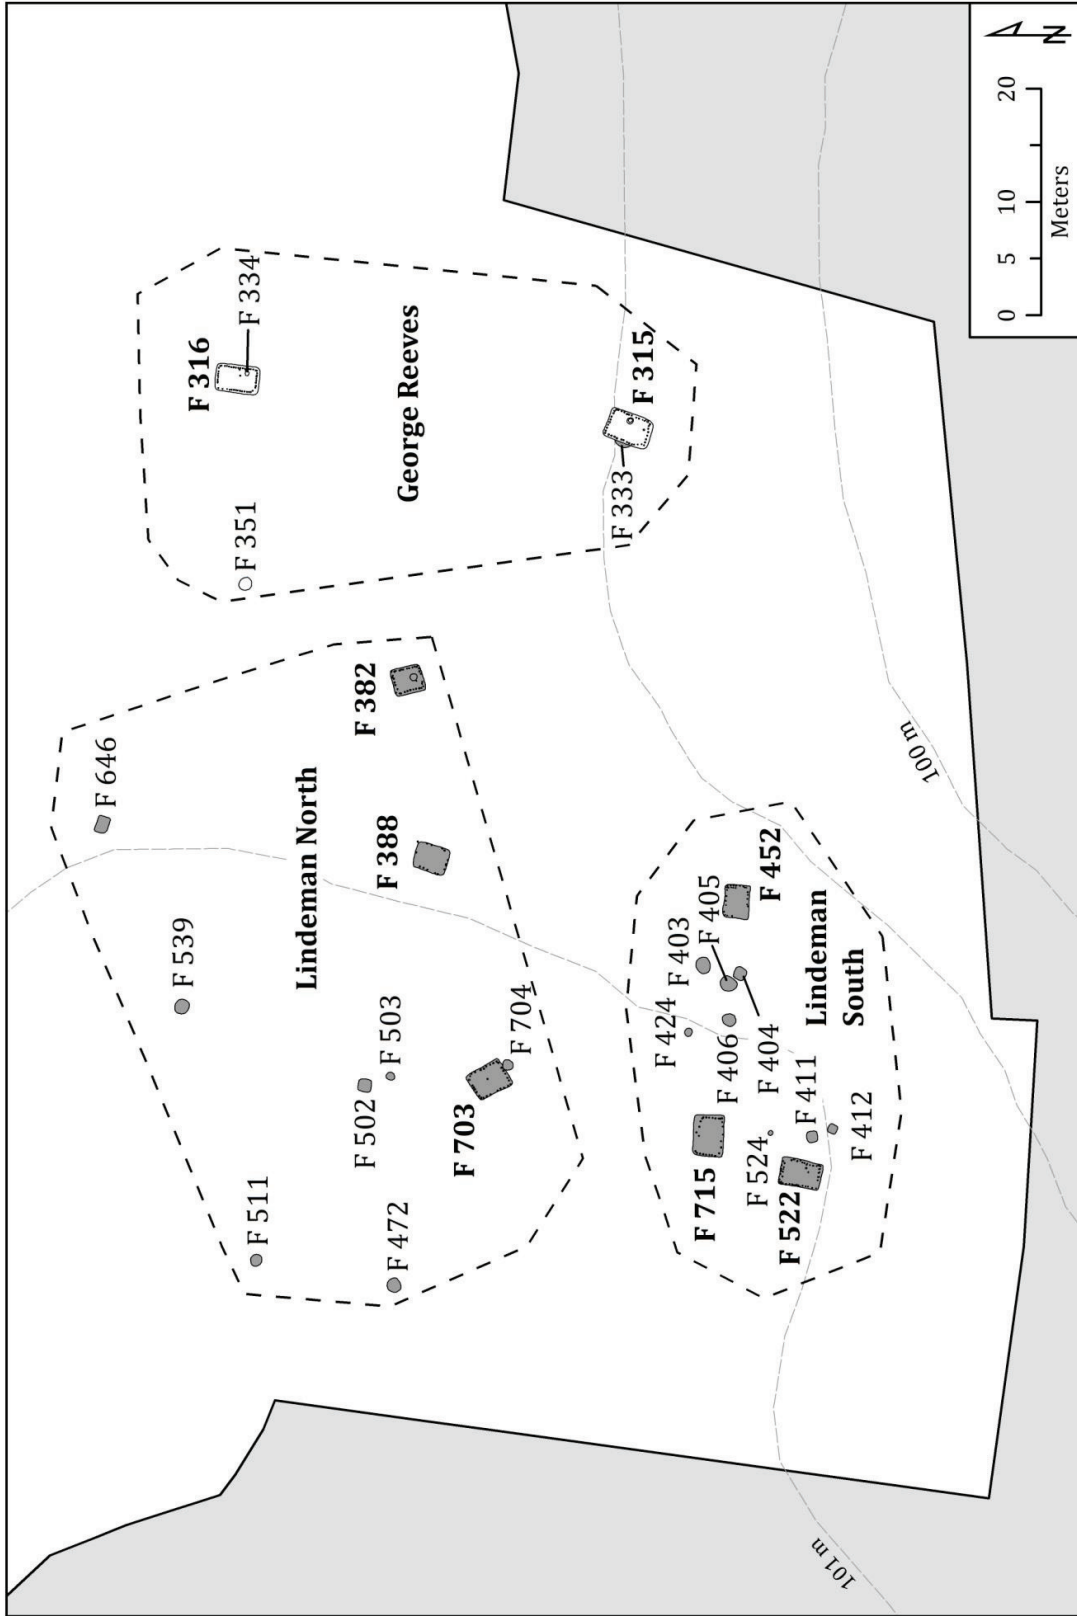 F 646
F 539
Lindeman North
F 511
F 502
F 503
F 472
F 388
F 382
F 703
F 704
F 316
F 334
F 351
George Reeves
F 315
F 333
F 424
F 403
F 405
F 406
F 404
F 452
F 715
F 524
F 411
F 522
F 412
Lindeman
South
100 m
101 m
0
5
10
20
Meters
N